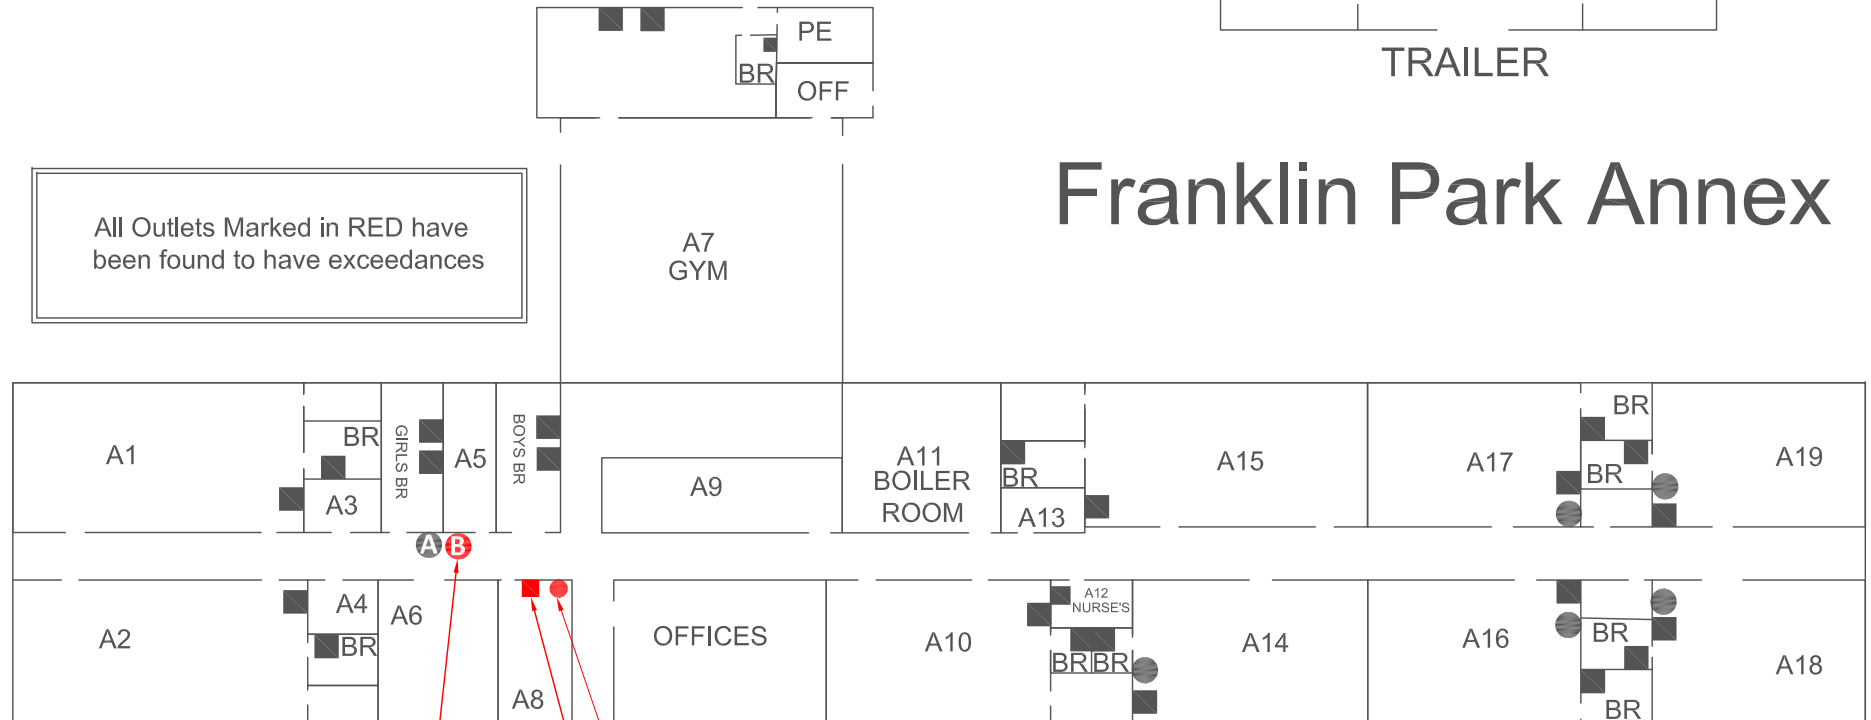 PE
BR
OFF
TRAILER
Franklin Park Annex
All Outlets Marked in RED have
been found to have exceedances
A7
GYM
A1
BR
A3
GIRLS BR
A5
BOYS BR
A9
A11
BOILER
ROOM
BR
A13
A15
A17
BR
BR
A19
A
B
A2
A4
BR
A6
A8
OFFICES
A10
A12
NURSE'S
BR
BR
A14
A16
BR
BR
A18